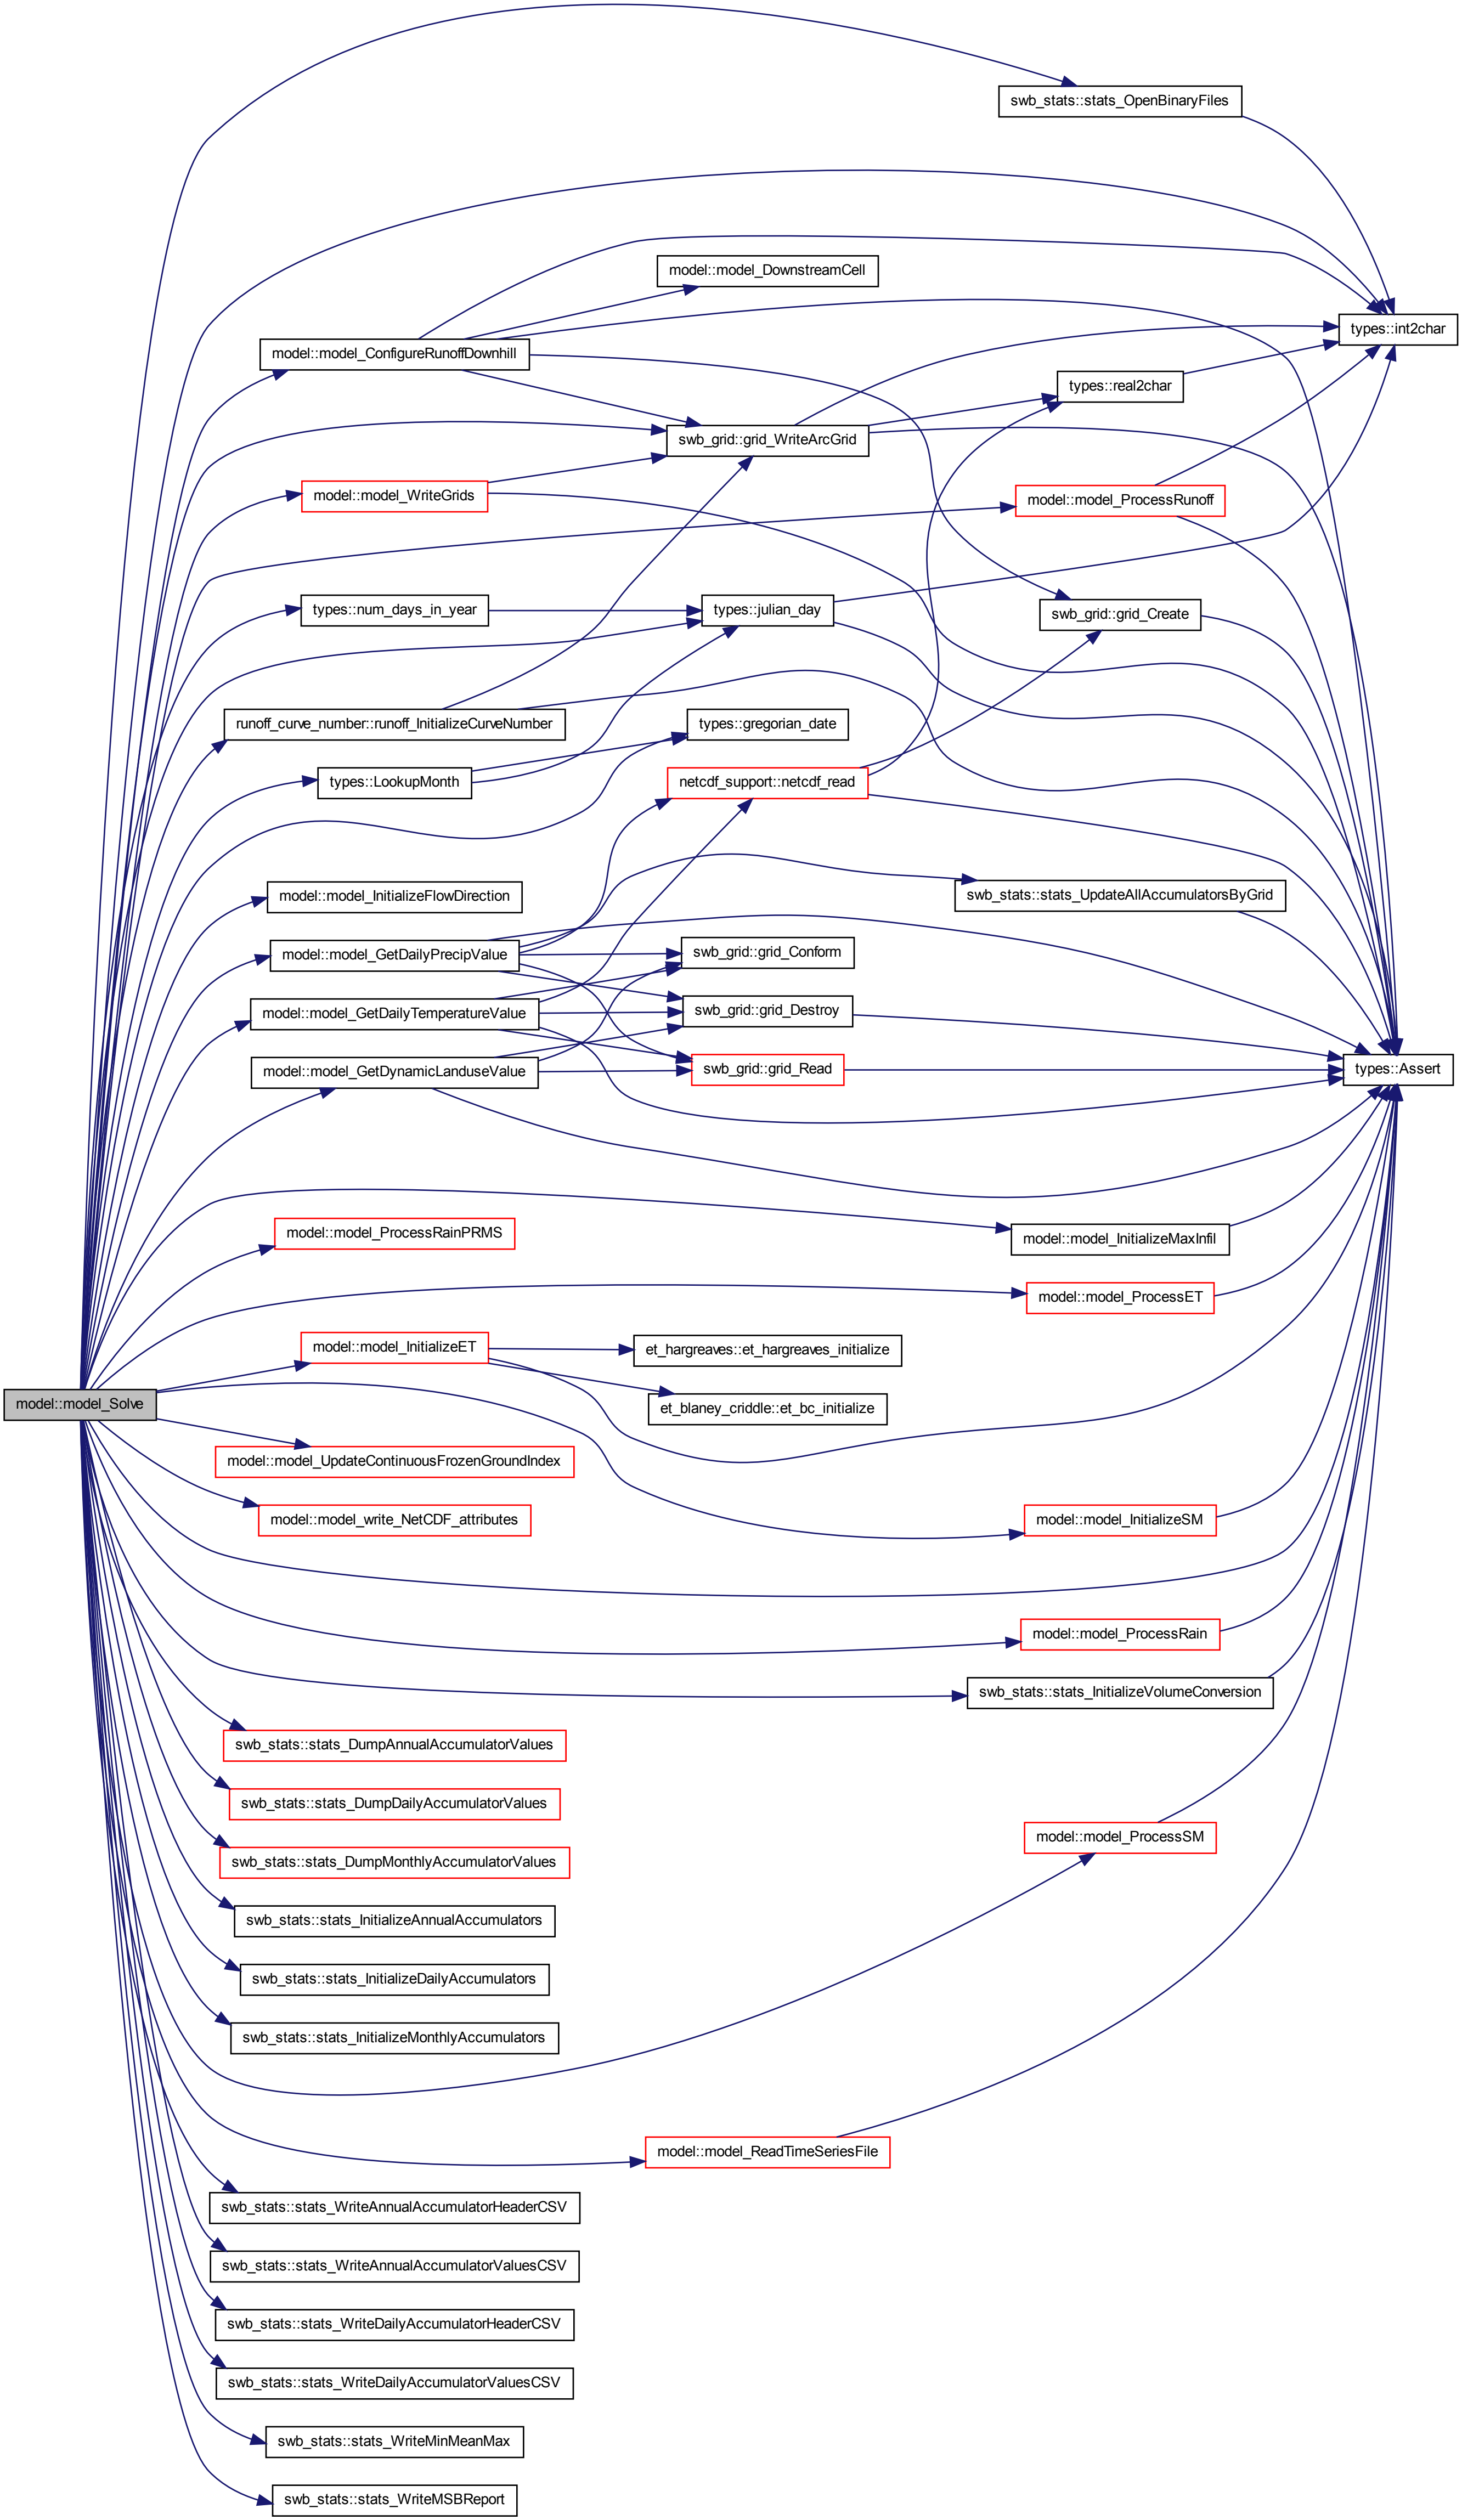 swb_stats::stats_OpenBinaryFiles
model::model_DownstreamCell
types::int2char
model::model_ConfigureRunoffDownhill
types::real2char
swb_grid::grid_WriteArcGrid
model::model_WriteGrids
model::model_ProcessRunoff
types::num_days_in_year
types::julian_day
swb_grid::grid_Create
runoff_curve_number::runoff_InitializeCurveNumber
types::gregorian_date
types::LookupMonth
netcdf_support::netcdf_read
model::model_InitializeFlowDirection
swb_stats::stats_UpdateAllAccumulatorsByGrid
model::model_GetDailyPrecipValue
swb_grid::grid_Conform
model::model_GetDailyTemperatureValue
swb_grid::grid_Destroy
model::model_GetDynamicLanduseValue
swb_grid::grid_Read
types::Assert
model::model_ProcessRainPRMS
model::model_InitializeMaxInfil
model::model_ProcessET
model::model_InitializeET
et_hargreaves::et_hargreaves_initialize
model::model_Solve
et_blaney_criddle::et_bc_initialize
model::model_UpdateContinuousFrozenGroundIndex
model::model_write_NetCDF_attributes
model::model_InitializeSM
model::model_ProcessRain
swb_stats::stats_InitializeVolumeConversion
swb_stats::stats_DumpAnnualAccumulatorValues
swb_stats::stats_DumpDailyAccumulatorValues
model::model_ProcessSM
swb_stats::stats_DumpMonthlyAccumulatorValues
swb_stats::stats_InitializeAnnualAccumulators
swb_stats::stats_InitializeDailyAccumulators
swb_stats::stats_InitializeMonthlyAccumulators
model::model_ReadTimeSeriesFile
swb_stats::stats_WriteAnnualAccumulatorHeaderCSV
swb_stats::stats_WriteAnnualAccumulatorValuesCSV
swb_stats::stats_WriteDailyAccumulatorHeaderCSV
swb_stats::stats_WriteDailyAccumulatorValuesCSV
swb_stats::stats_WriteMinMeanMax
swb_stats::stats_WriteMSBReport